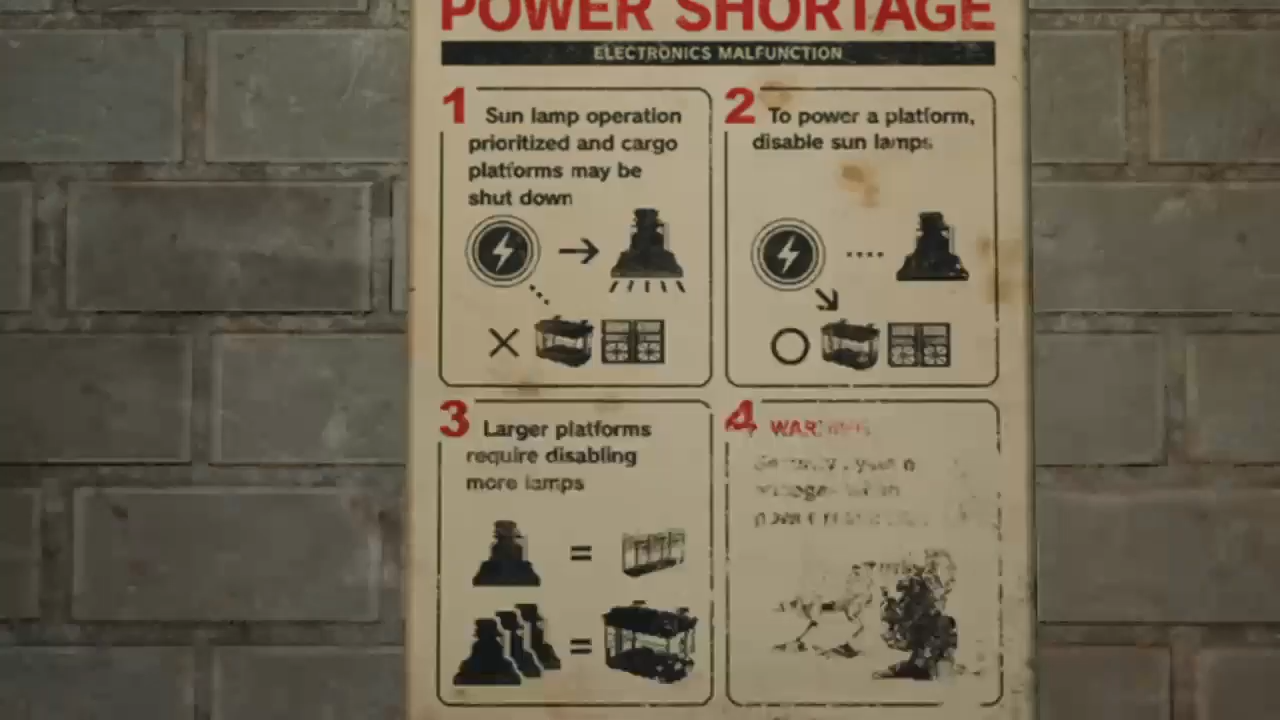 POWER SHORTAGE
ELECTRONICS MALFUNCTION
1 Sun lamp operation
prioritized and cargo
platforms may be
shut down
2 To power a platform,
disable sun lamps
3 Larger platforms
require disabling
more lamps
=
=
4